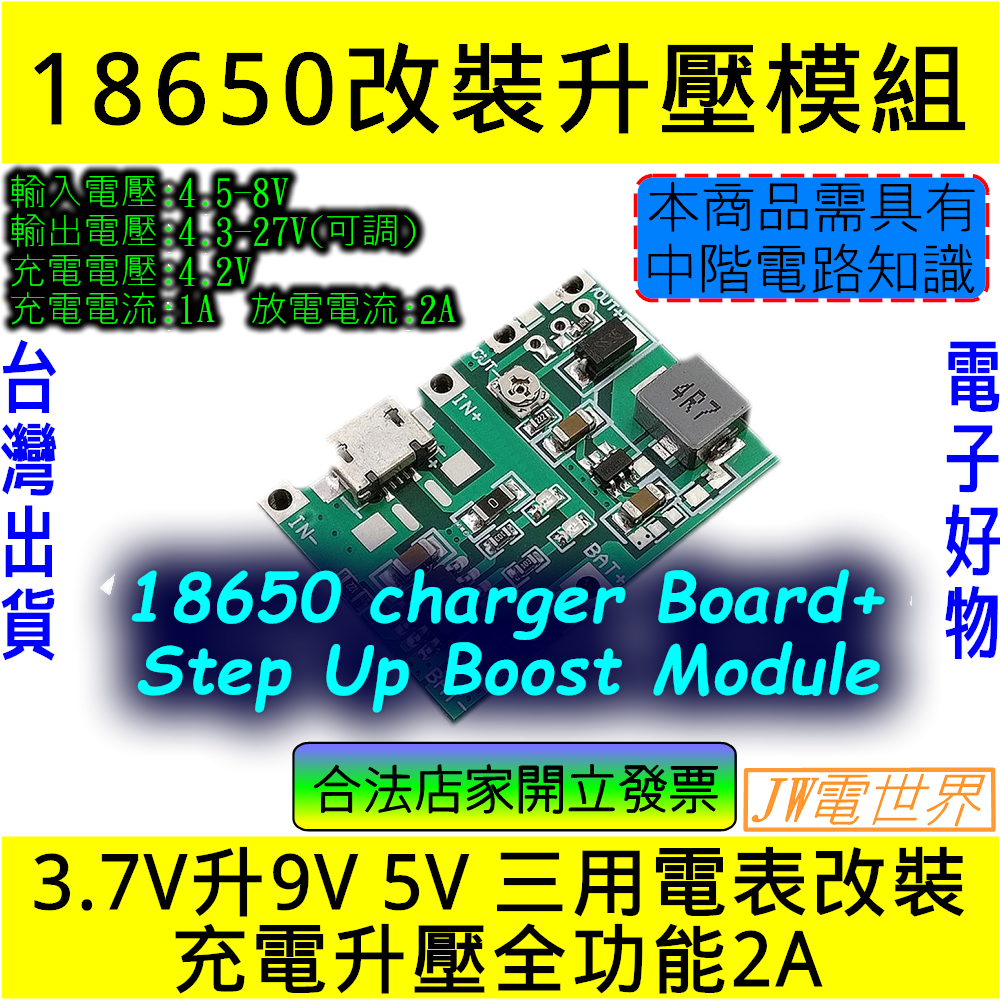 18650改裝升壓模組
輸入電壓:4.5-8V
輸出電壓:4.3-27V(可調)
充電電壓:4.2V
充電電流:1A 放電電流:2A
本商品需具有
中階電路知識
台灣出貨
電子好物
VOUT+
OUT-
IN+
IN-
4R7
0
BAT+
BAT-
18650 charger Board+
Step Up Boost Module
合法店家開立發票
JW電世界
3.7V升9V 5V 三用電表改裝
充電升壓全功能2A